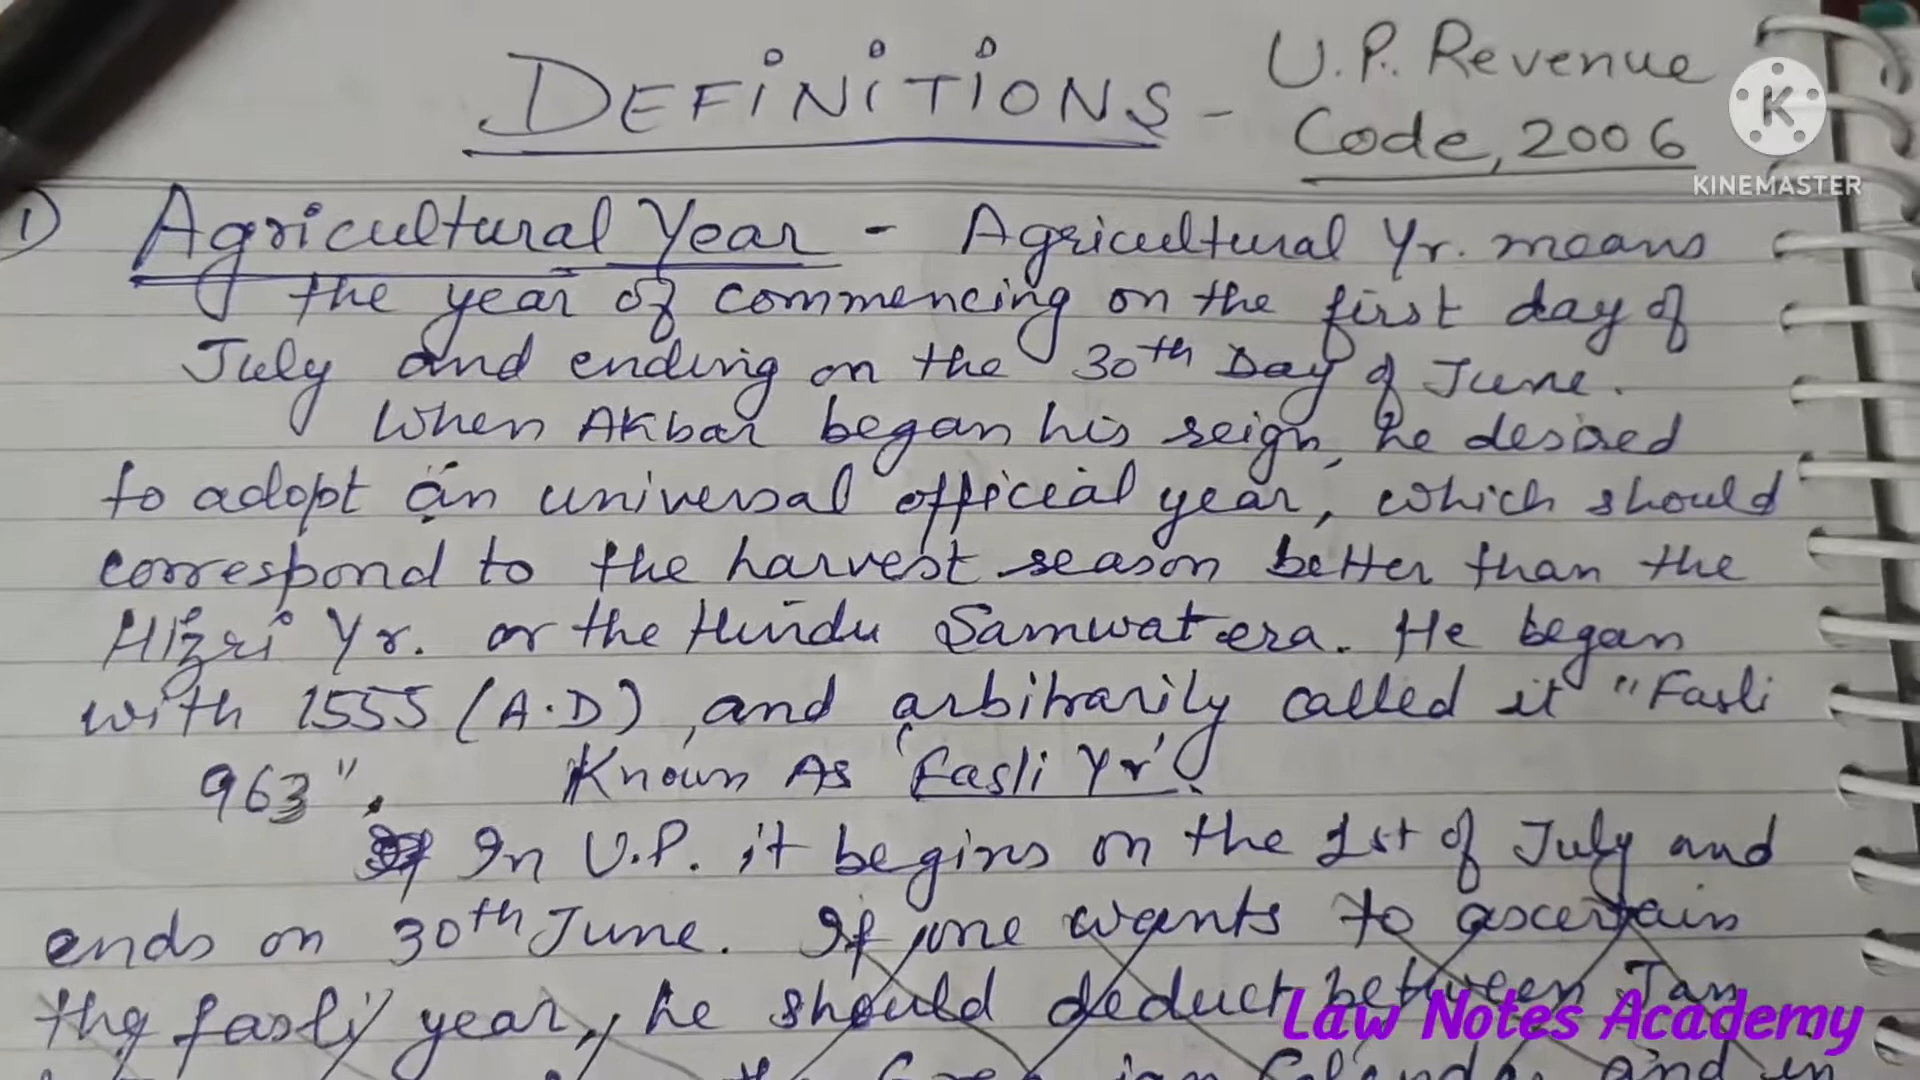 DEFINITIONS - U.P. Revenue
Code, 2006
KINEMASTER
1) Agricultural Year - Agricultural Yr. means
the year of commencing on the first day of
July and ending on the 30th Day of June.
When Akbar began his reign, he desired
to adopt an universal official year, which should
correspond to the harvest season better than the
Hizri Yr. or the Hindu Samwat era. He began
with 1555 (A.D), and arbitrarily called it "Fasli
963". Known As 'Fasli Yr'.
In U.P. it begins on the 1st of July and
ends on 30th June. If one wants to ascertain
the fasli year, he should deduct between Jan
Law Notes Academy